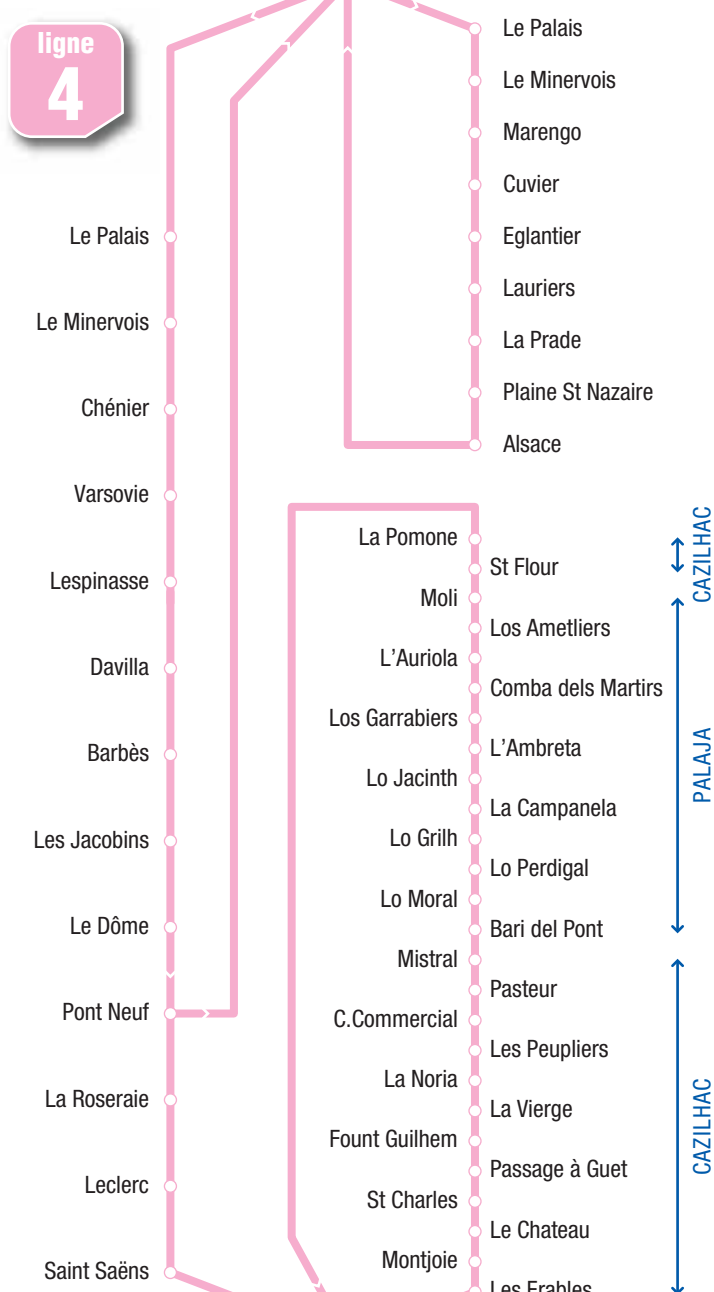 ligne
4
Le Palais
Le Minervois
Marengo
Cuvier
Eglantier
Lauriers
La Prade
Plaine St Nazaire
Alsace
Le Palais
Le Minervois
Chénier
Varsovie
Lespinasse
Davilla
Barbès
Les Jacobins
Le Dôme
Pont Neuf
La Roseraie
Leclerc
Saint Saëns
La Pomone
St Flour
Moli
Los Ametliers
L'Auriola
Comba dels Martirs
Los Garrabiers
L'Ambreta
Lo Jacinth
La Campanela
Lo Grilh
Lo Perdigal
Lo Moral
Bari del Pont
Mistral
Pasteur
C.Commercial
Les Peupliers
La Noria
La Vierge
Fount Guilhem
Passage à Guet
St Charles
Le Chateau
Montjoie
Les Erables
CAZILHAC
PALAJA
CAZILHAC